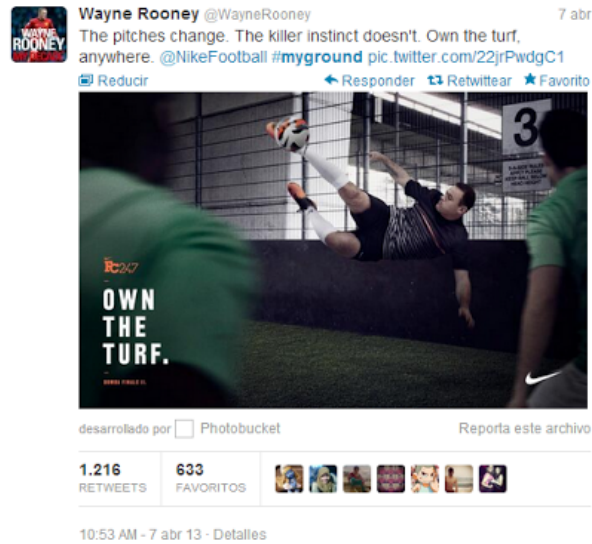 WAYNE
ROONEY
Wayne Rooney @WayneRooney 7 abr
The pitches change. The killer instinct doesn't. Own the turf,
anywhere. @NikeFootball #myground pic.twitter.com/22jrPwdgC1
Reducir Responder Retwittear Favorito
3
FC247
OWN
THE
TURF.
desarrollado por Photobucket Reporta este archivo
1.216 633
RETWEETS FAVORITOS
10:53 AM - 7 abr 13 · Detalles